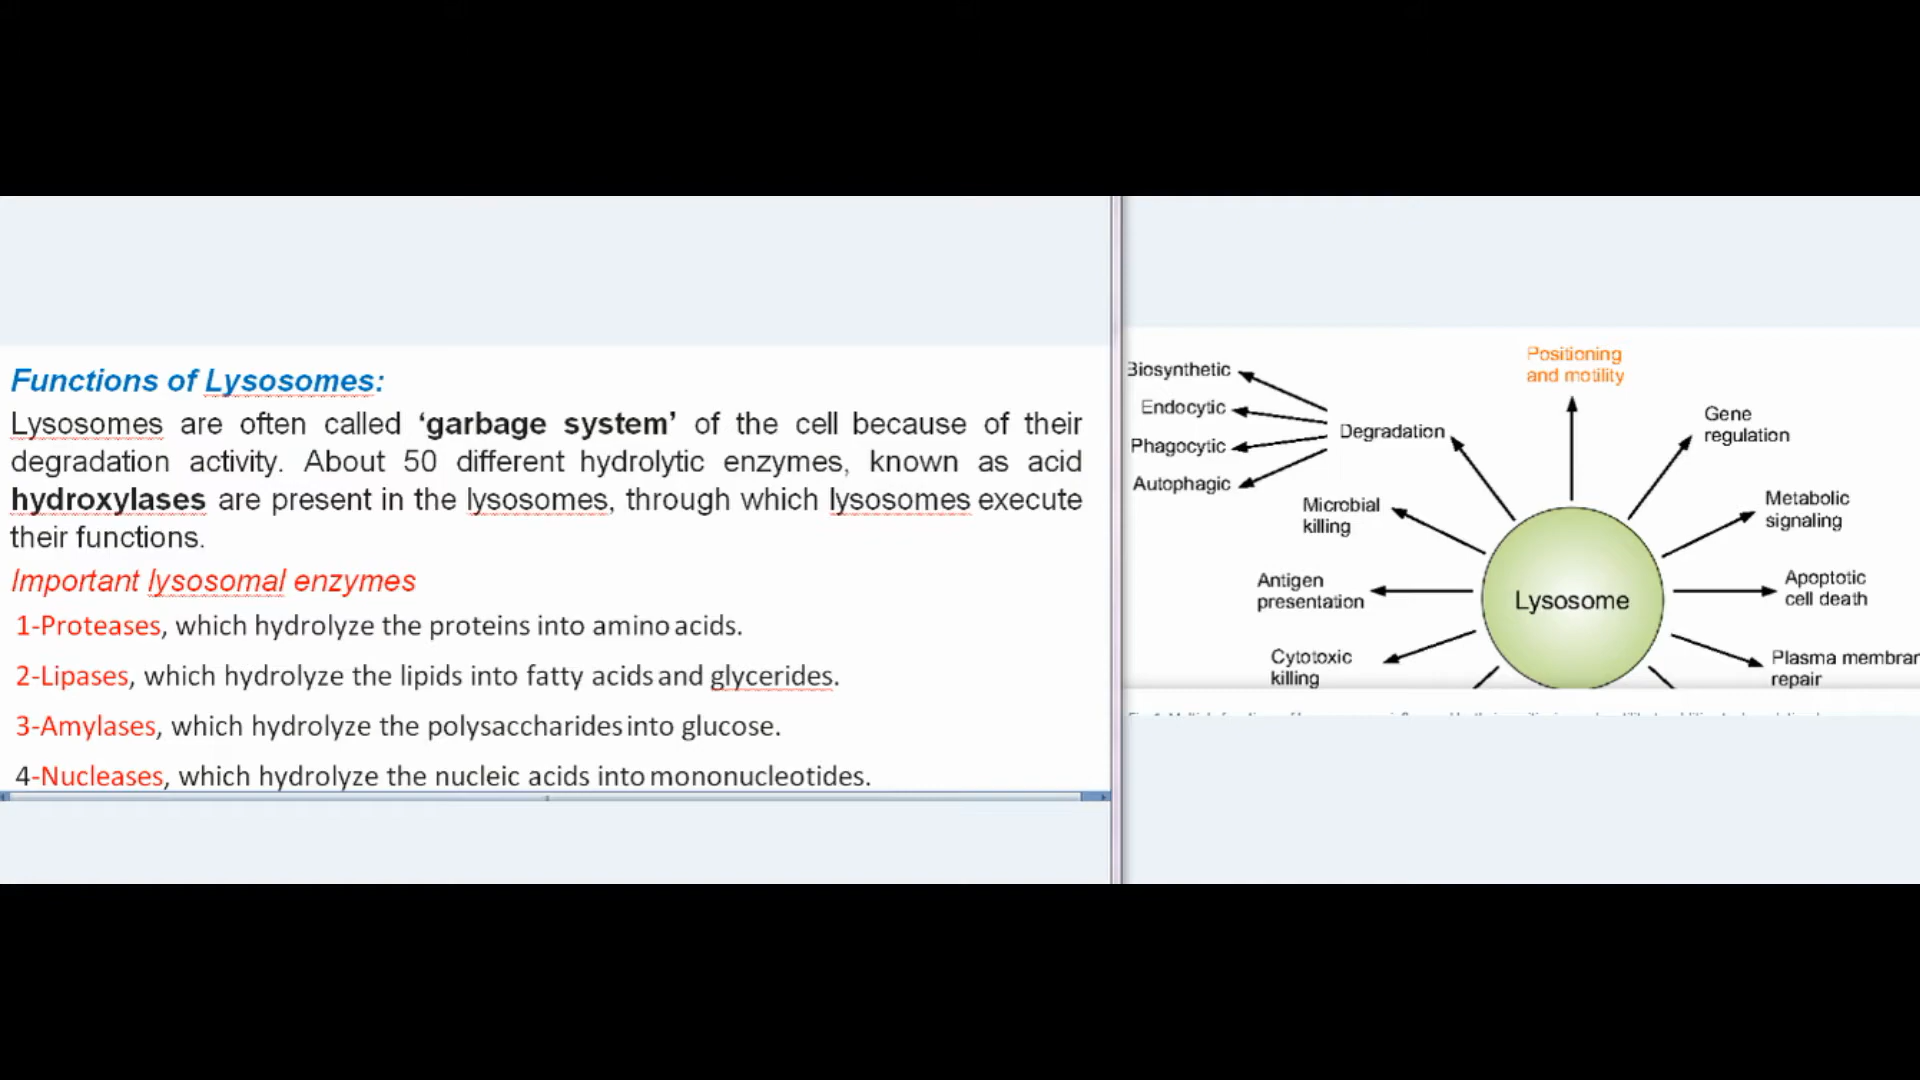 Functions of Lysosomes:
Lysosomes are often called ‘garbage system’ of the cell because of their
degradation activity. About 50 different hydrolytic enzymes, known as acid
hydroxylases are present in the lysosomes, through which lysosomes execute
their functions.
Important lysosomal enzymes
1-Proteases, which hydrolyze the proteins into amino acids.
2-Lipases, which hydrolyze the lipids into fatty acids and glycerides.
3-Amylases, which hydrolyze the polysaccharides into glucose.
4-Nucleases, which hydrolyze the nucleic acids into mononucleotides.
Positioning
and motility
Biosynthetic
Endocytic
Phagocytic
Autophagic
Degradation
Microbial
killing
Antigen
presentation
Cytotoxic
killing
Lysosome
Gene
regulation
Metabolic
signaling
Apoptotic
cell death
Plasma membran
repair